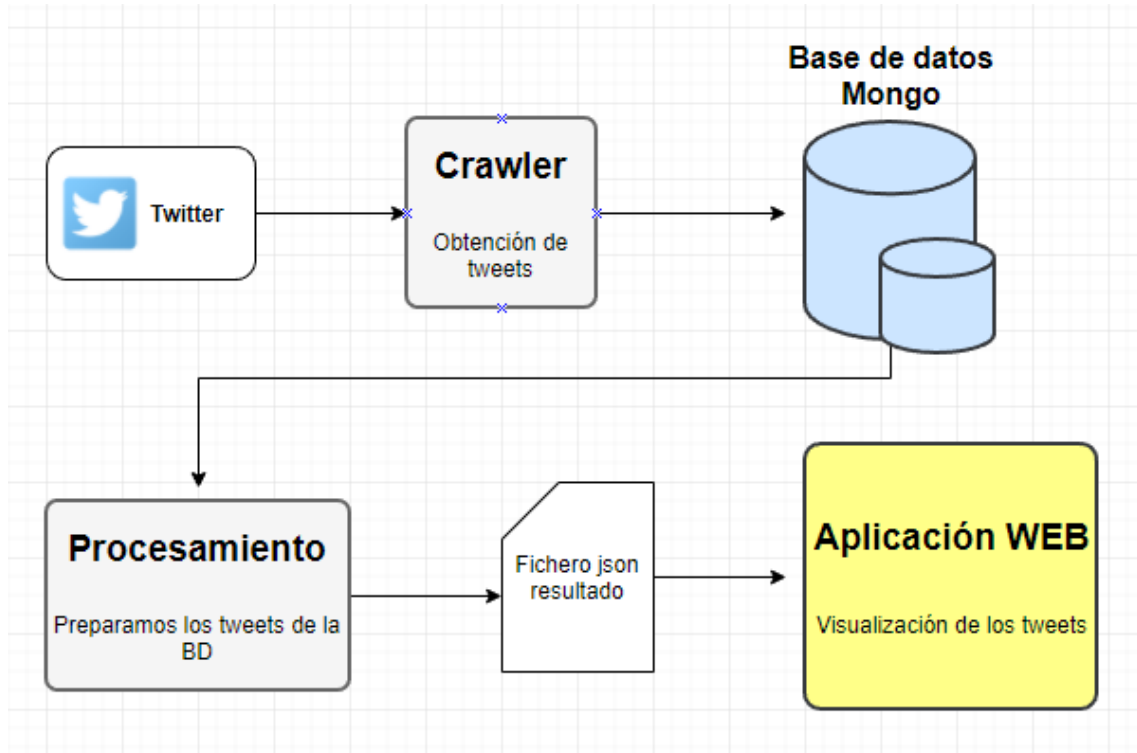 Base de datos
Mongo
Twitter
Crawler
Obtención de
tweets
Procesamiento
Preparamos los tweets de la
BD
Fichero json
resultado
Aplicación WEB
Visualización de los tweets